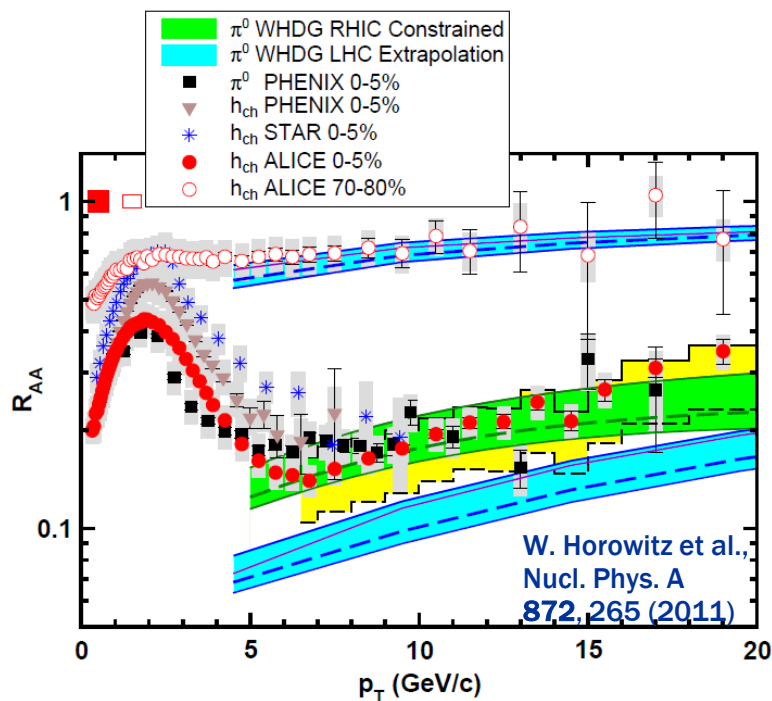 π⁰ WHDG RHIC Constrained
π⁰ WHDG LHC Extrapolation
π⁰ PHENIX 0-5%
h_ch PHENIX 0-5%
h_ch STAR 0-5%
h_ch ALICE 0-5%
h_ch ALICE 70-80%
1
R_AA
0.1
W. Horowitz et al.,
Nucl. Phys. A
872, 265 (2011)
0 5 10 15 20
p_T (GeV/c)